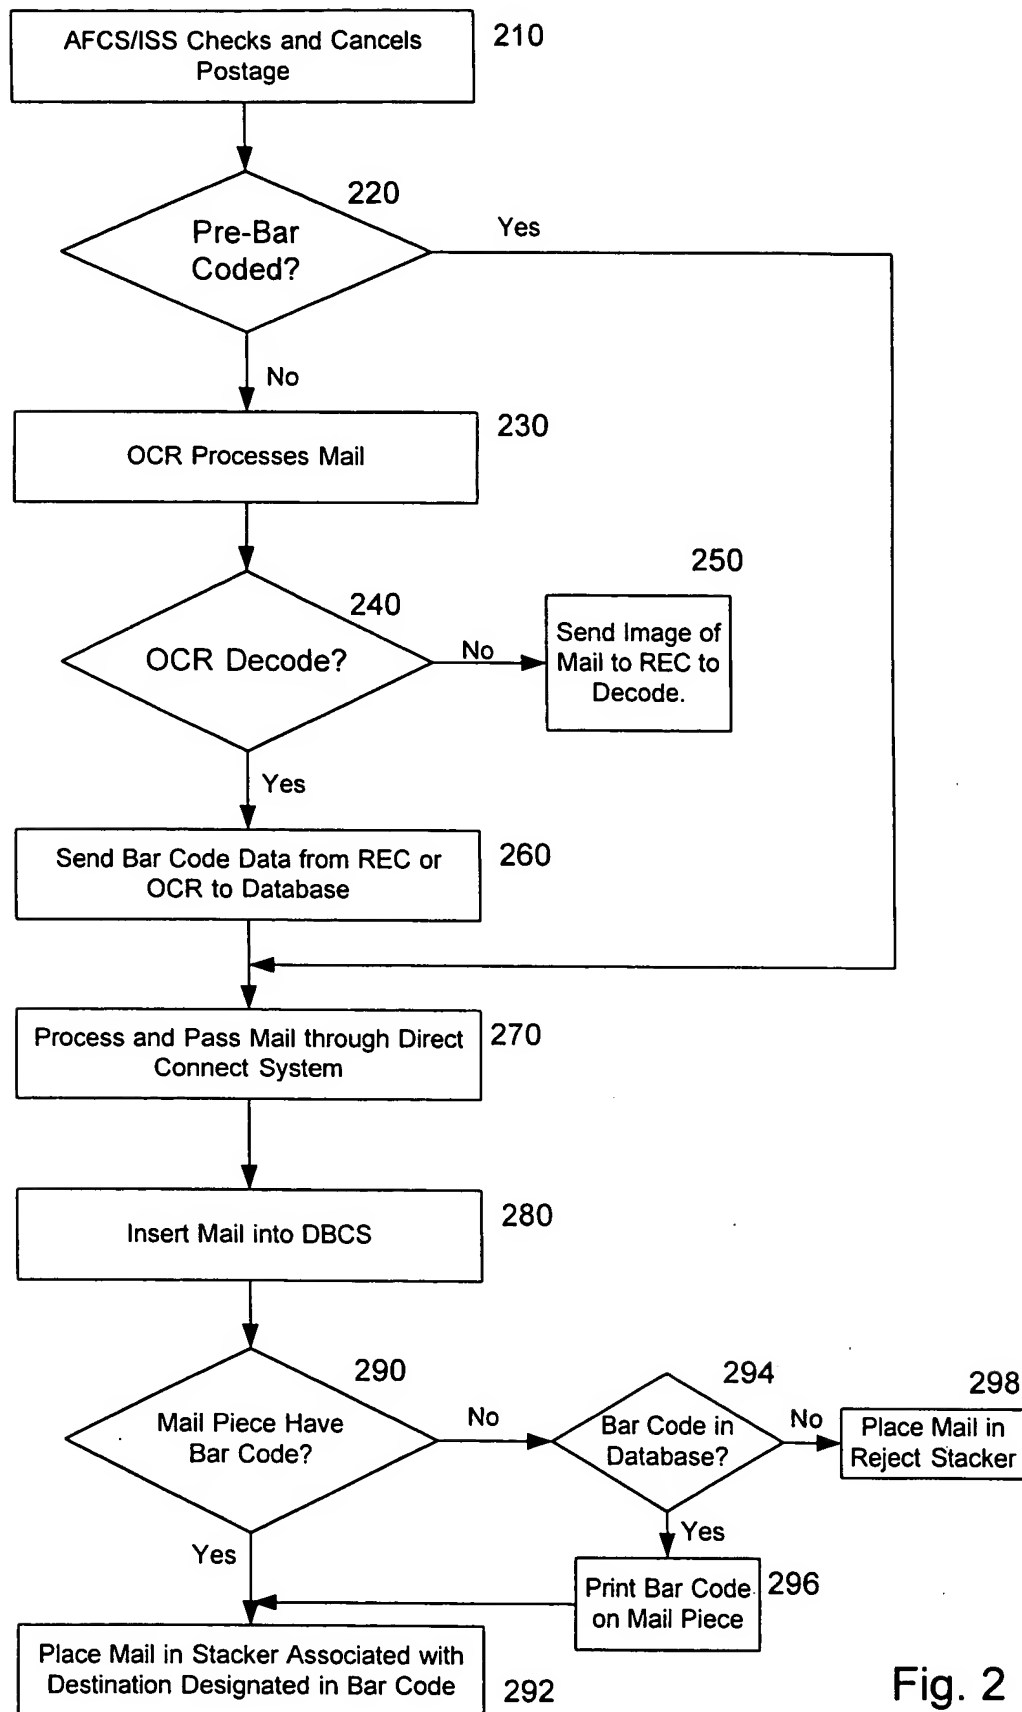 AFCS/ISS Checks and Cancels
Postage
210
220
Pre-Bar
Coded?
Yes
No
OCR Processes Mail
230
250
240
OCR Decode?
No
Send Image of
Mail to REC to
Decode.
Yes
Send Bar Code Data from REC or
OCR to Database
260
Process and Pass Mail through Direct
Connect System
270
Insert Mail into DBCS
280
290
Mail Piece Have
Bar Code?
No
294
Bar Code in
Database?
No
298
Place Mail in
Reject Stacker
Yes
Yes
Print Bar Code
on Mail Piece
296
Place Mail in Stacker Associated with
Destination Designated in Bar Code
292
Fig. 2